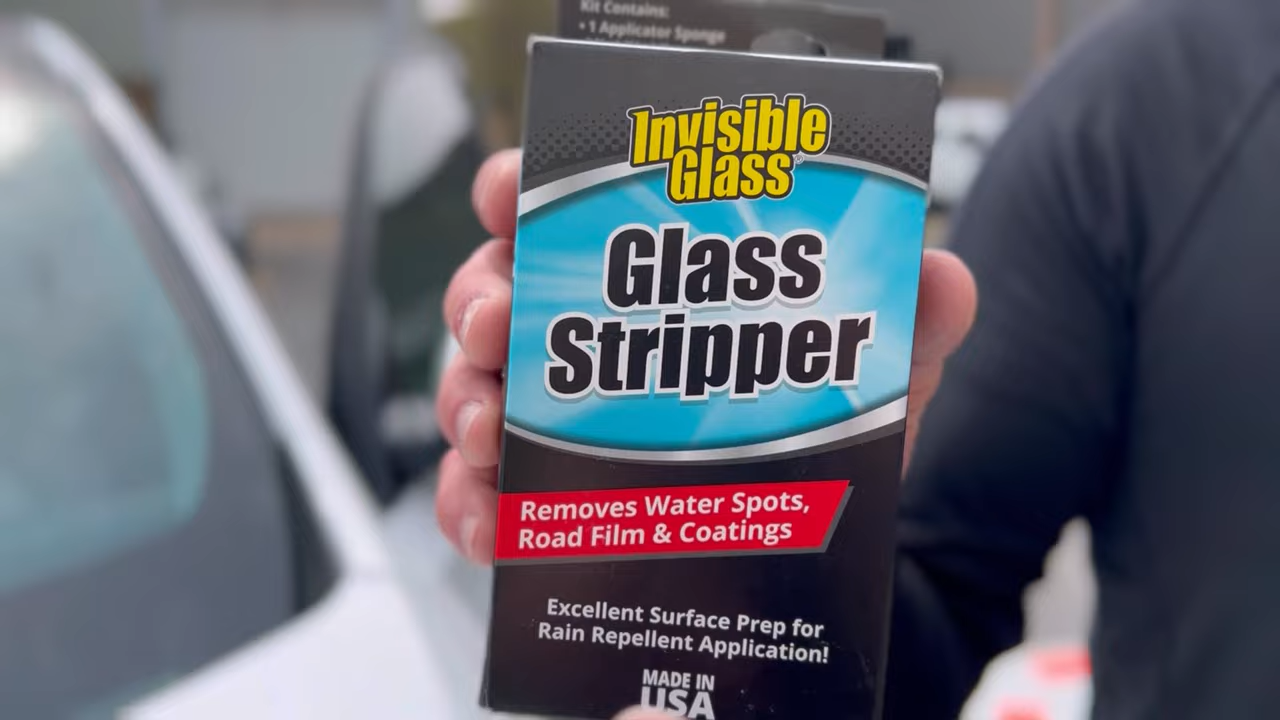 Kit Contains:
• 1 Applicator Sponge
Invisible
Glass®
Glass
Stripper
Removes Water Spots,
Road Film & Coatings
Excellent Surface Prep for
Rain Repellent Application!
MADE IN
USA